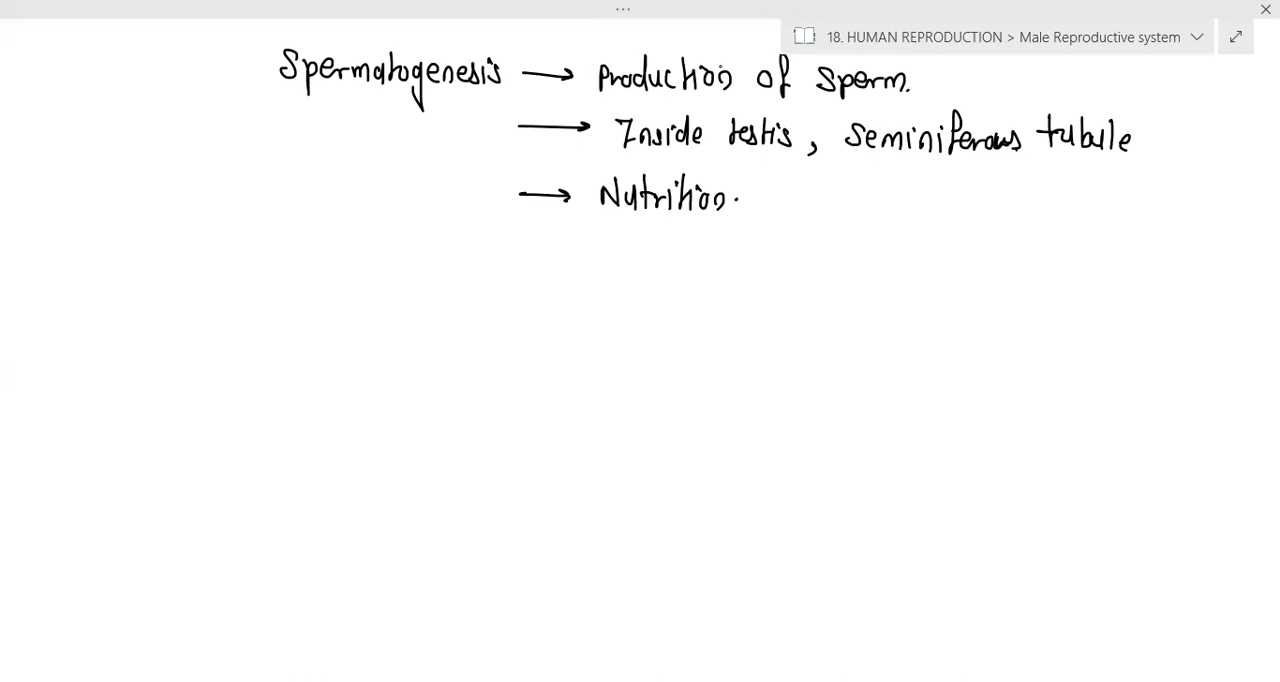 18. HUMAN REPRODUCTION > Male Reproductive system
Spermatogenesis → Production of Sperm.
→ Inside testis, Seminiferous tubule
→ Nutrition.